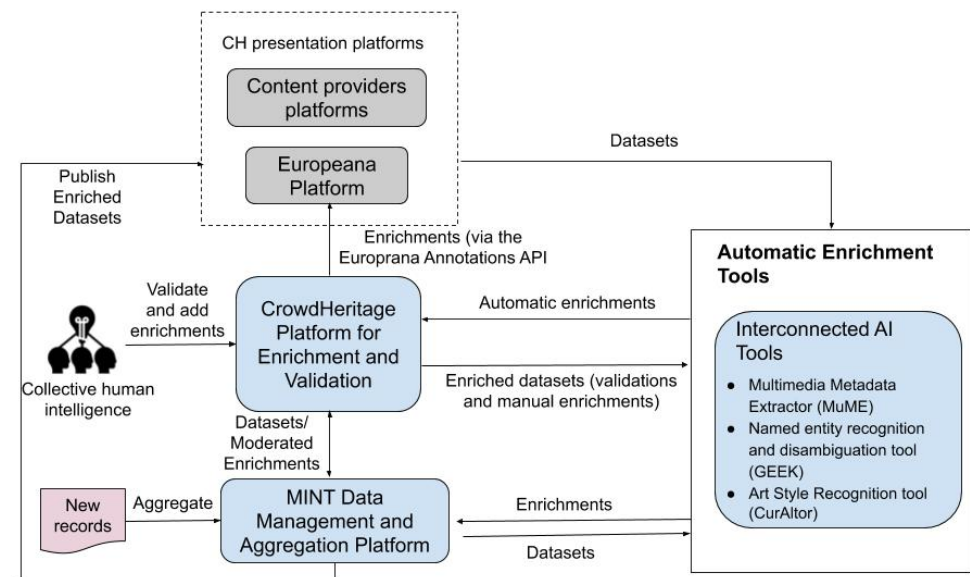 CH presentation platforms
Content providers
platforms
Europeana
Platform
Datasets
Publish
Enriched
Datasets
Enrichments (via the
Europrana Annotations API
Automatic Enrichment
Tools
Validate
and add
enrichments
CrowdHeritage
Platform for
Enrichment and
Validation
Automatic enrichments
Interconnected AI
Tools
● Multimedia Metadata
Extractor (MuME)
● Named entity recognition
and disambiguation tool
(GEEK)
● Art Style Recognition tool
(CurAItor)
Collective human
intelligence
Enriched datasets (validations
and manual enrichments)
Datasets/
Moderated
Enrichments
New
records
Aggregate
MINT Data
Management and
Aggregation Platform
Enrichments
Datasets